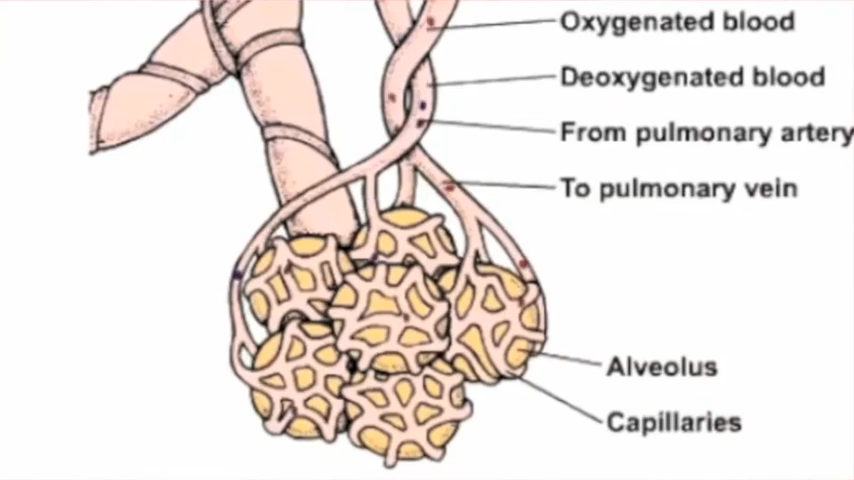 Oxygenated blood
Deoxygenated blood
From pulmonary artery
To pulmonary vein
Alveolus
Capillaries